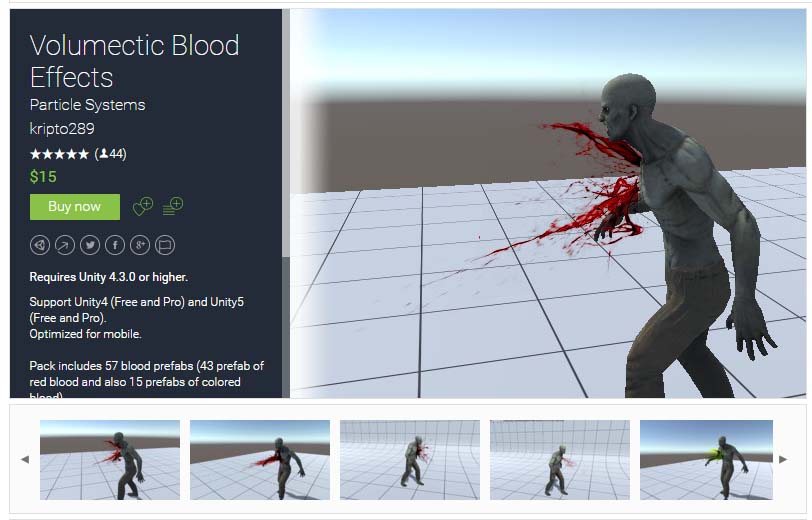 Volumectic Blood
Effects
Particle Systems
kripto289
★★★★★ (44)
$15
Buy now
Requires Unity 4.3.0 or higher.
Support Unity4 (Free and Pro) and Unity5
(Free and Pro).
Optimized for mobile.
Pack includes 57 blood prefabs (43 prefab of
red blood and also 15 prefabs of colored
blood)